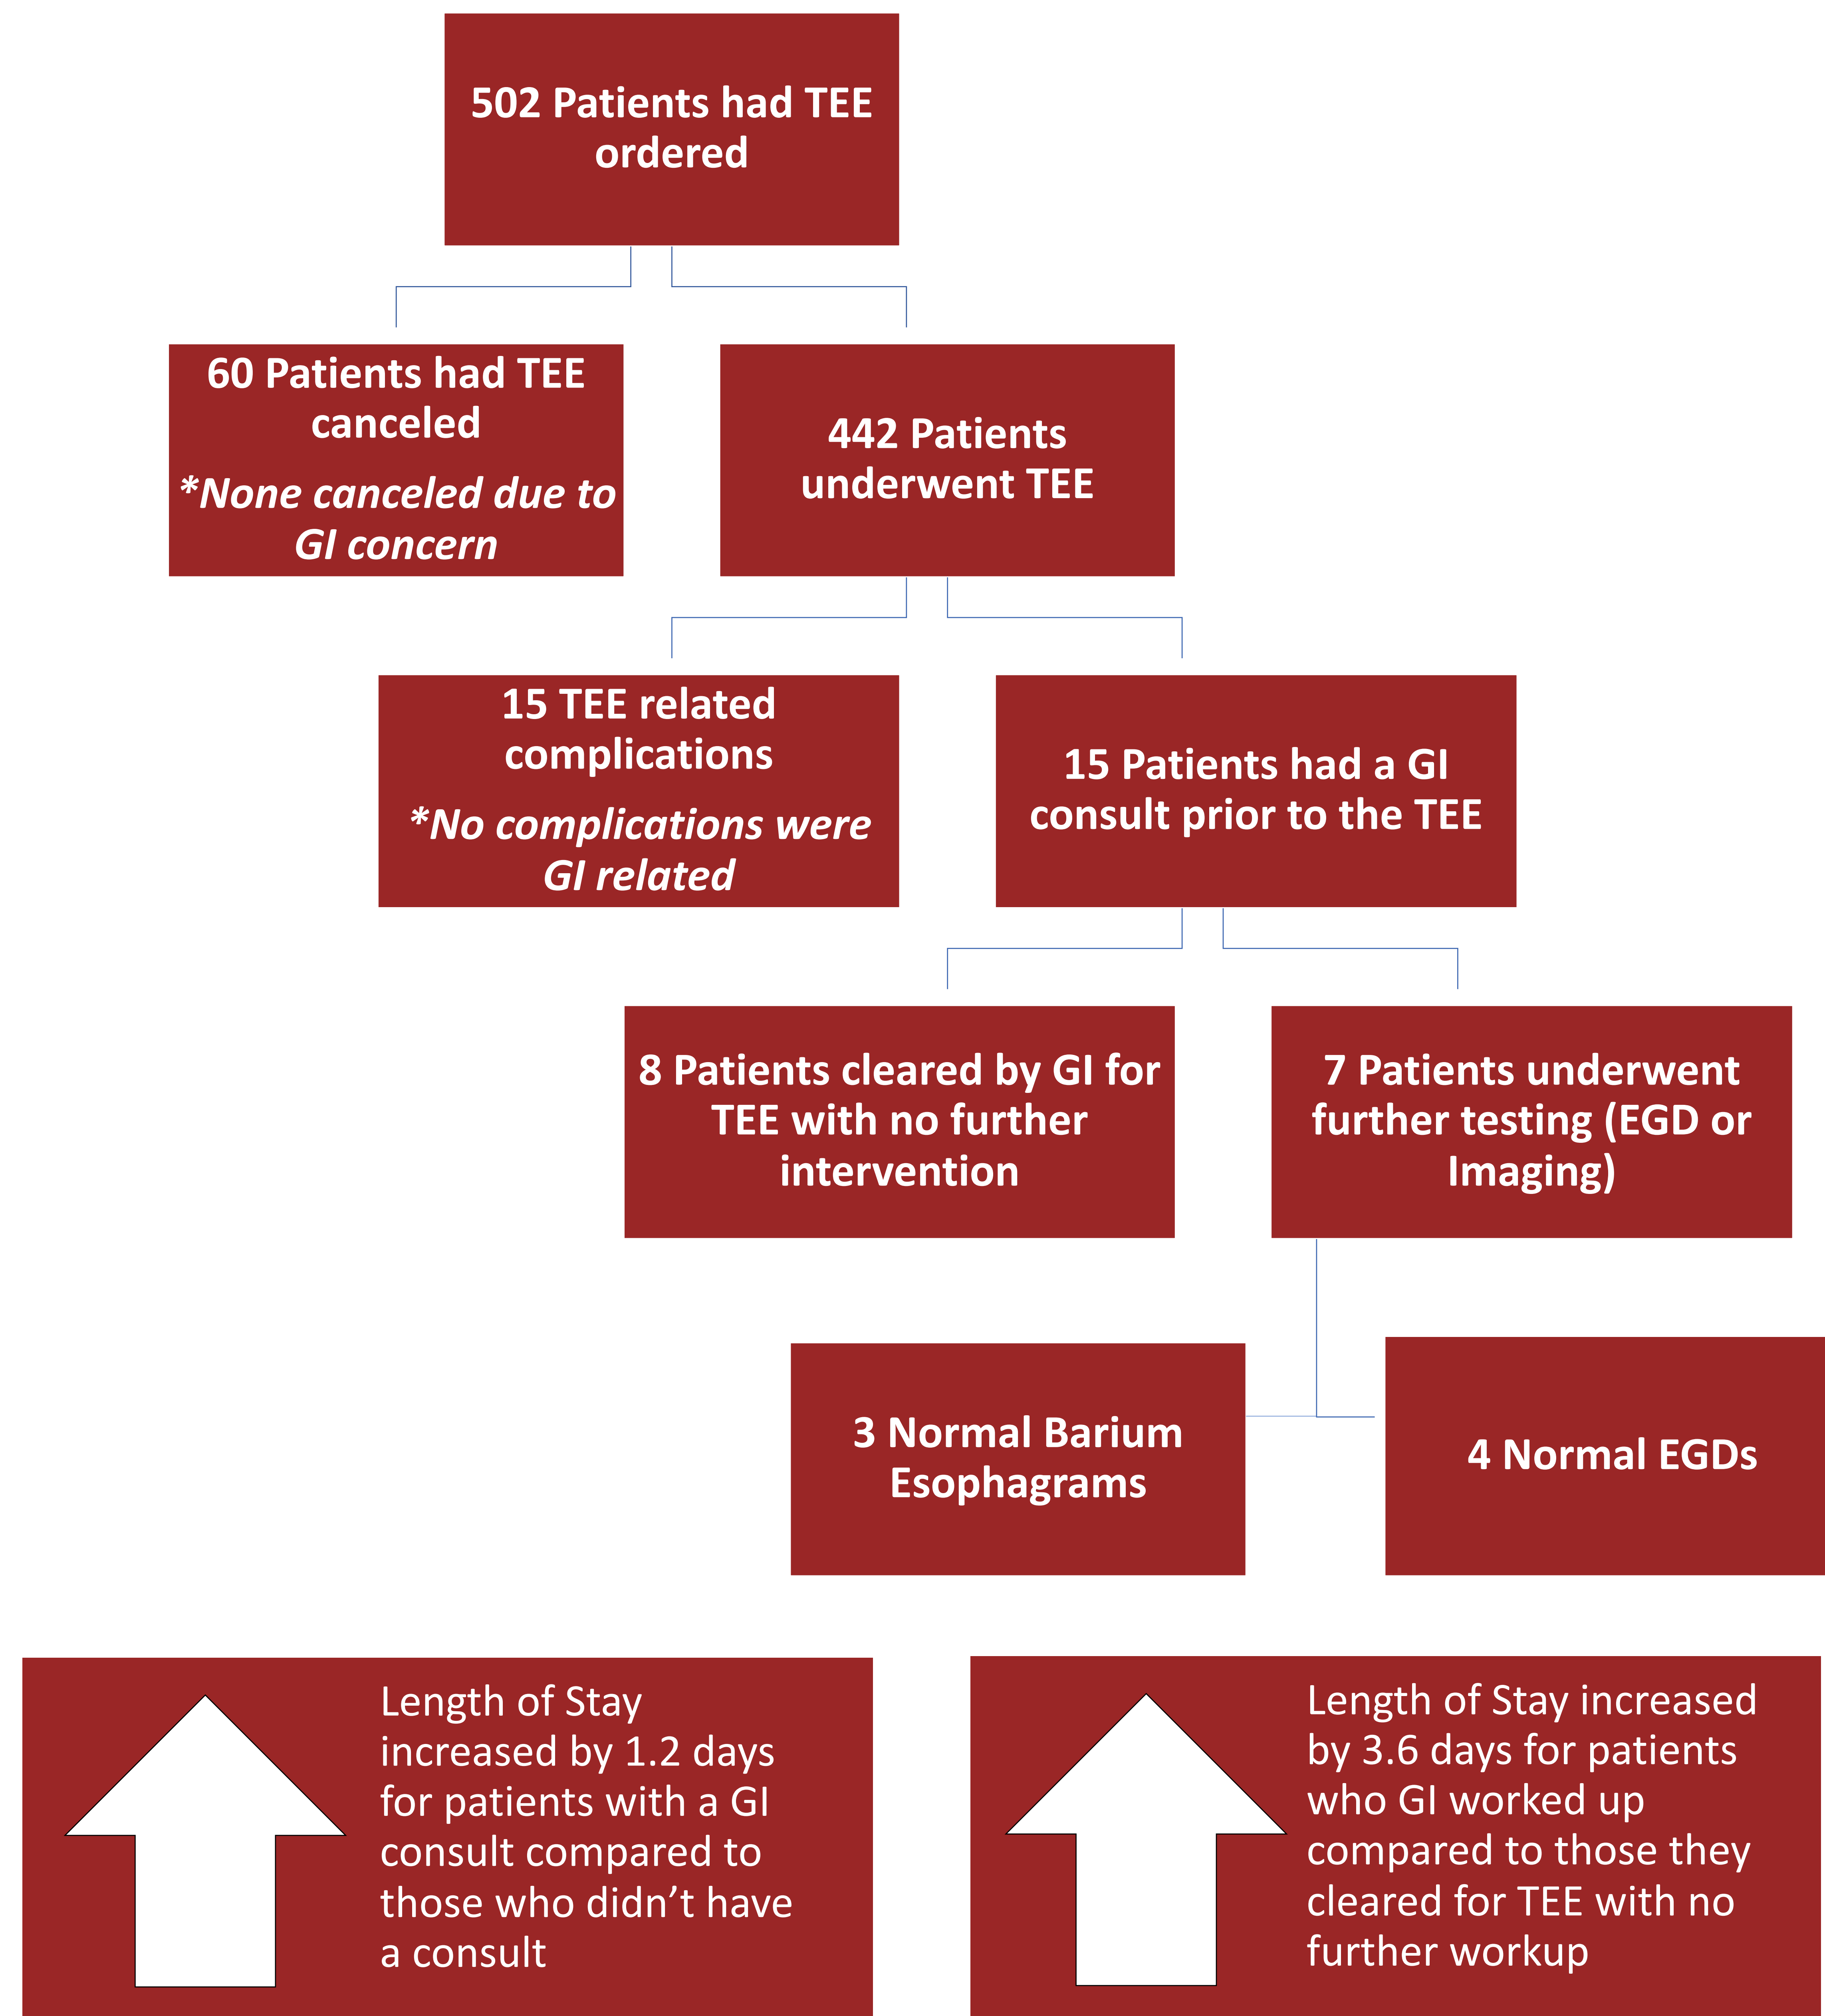 502 Patients had TEE
ordered
60 Patients had TEE
canceled
*None canceled due to
GI concern
442 Patients
underwent TEE
15 TEE related
complications
*No complications were
GI related
15 Patients had a GI
consult prior to the TEE
8 Patients cleared by GI for
TEE with no further
intervention
7 Patients underwent
further testing (EGD or
Imaging)
3 Normal Barium
Esophagrams
4 Normal EGDs
Length of Stay
increased by 1.2 days
for patients with a GI
consult compared to
those who didn’t have
a consult
Length of Stay increased
by 3.6 days for patients
who GI worked up
compared to those they
cleared for TEE with no
further workup